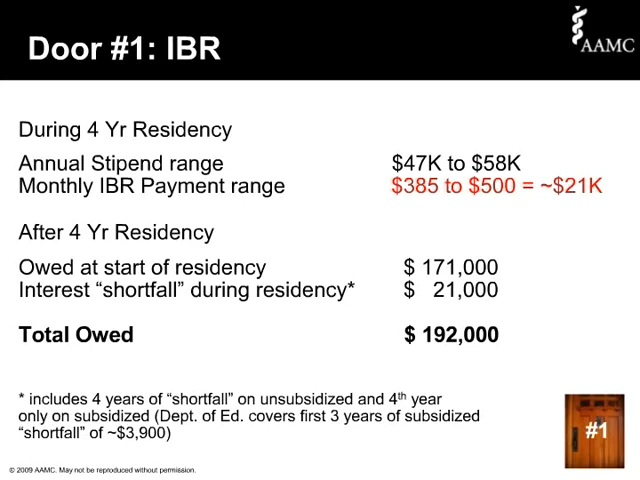 Door #1: IBR
AAMC
During 4 Yr Residency
Annual Stipend range $47K to $58K
Monthly IBR Payment range $385 to $500 = ~$21K
After 4 Yr Residency
Owed at start of residency $ 171,000
Interest “shortfall” during residency* $ 21,000
Total Owed $ 192,000
* includes 4 years of “shortfall” on unsubsidized and 4th year
only on subsidized (Dept. of Ed. covers first 3 years of subsidized
“shortfall” of ~$3,900)
#1
© 2009 AAMC. May not be reproduced without permission.